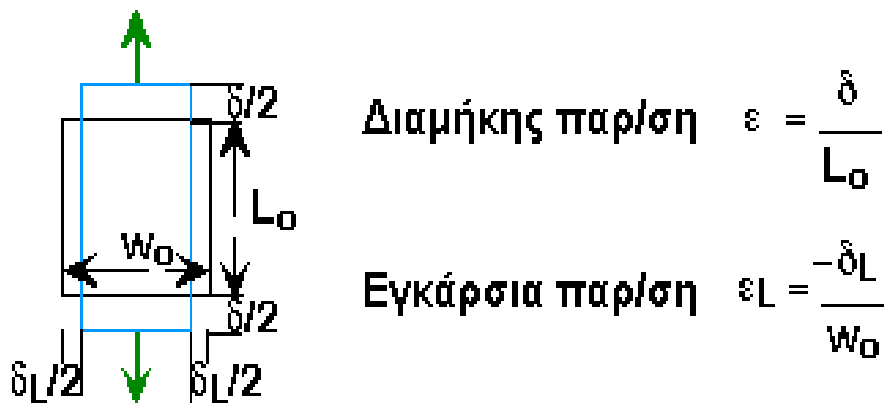 δ/2
Διαμήκης παρ/ση ε = δ/Lo
Lo
wo
Εγκάρσια παρ/ση εL = -δL/wo
δ/2
δL/2 δL/2